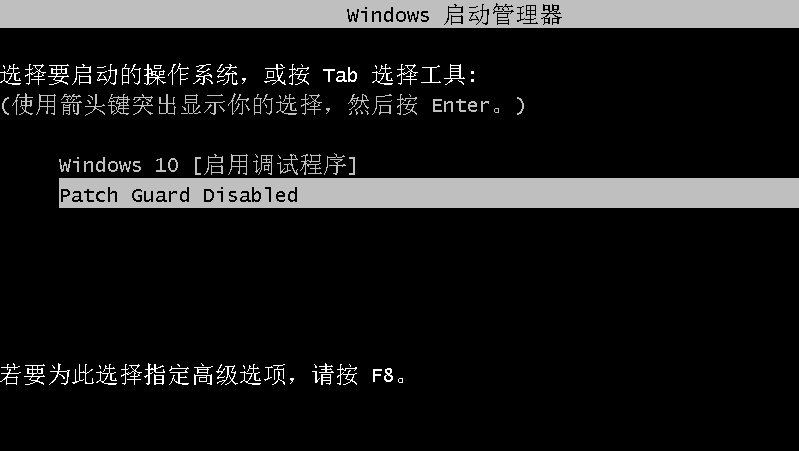 Windows 启动管理器
选择要启动的操作系统，或按 Tab 选择工具:
(使用箭头键突出显示你的选择，然后按 Enter。)
Windows 10 [启用调试程序]
Patch Guard Disabled
若要为此选择指定高级选项，请按 F8。